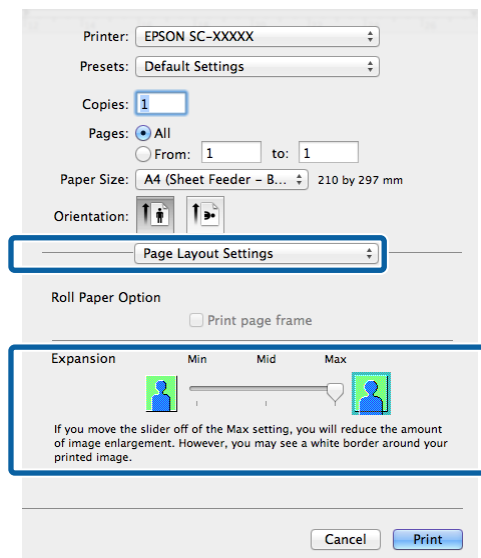 Printer: EPSON SC-XXXXX
Presets: Default Settings
Copies: 1
Pages: All
From: 1 to: 1
Paper Size: A4 (Sheet Feeder – B... 210 by 297 mm
Orientation:
Page Layout Settings
Roll Paper Option
Print page frame
Expansion Min Mid Max
If you move the slider off of the Max setting, you will reduce the amount
of image enlargement. However, you may see a white border around your
printed image.
Cancel Print